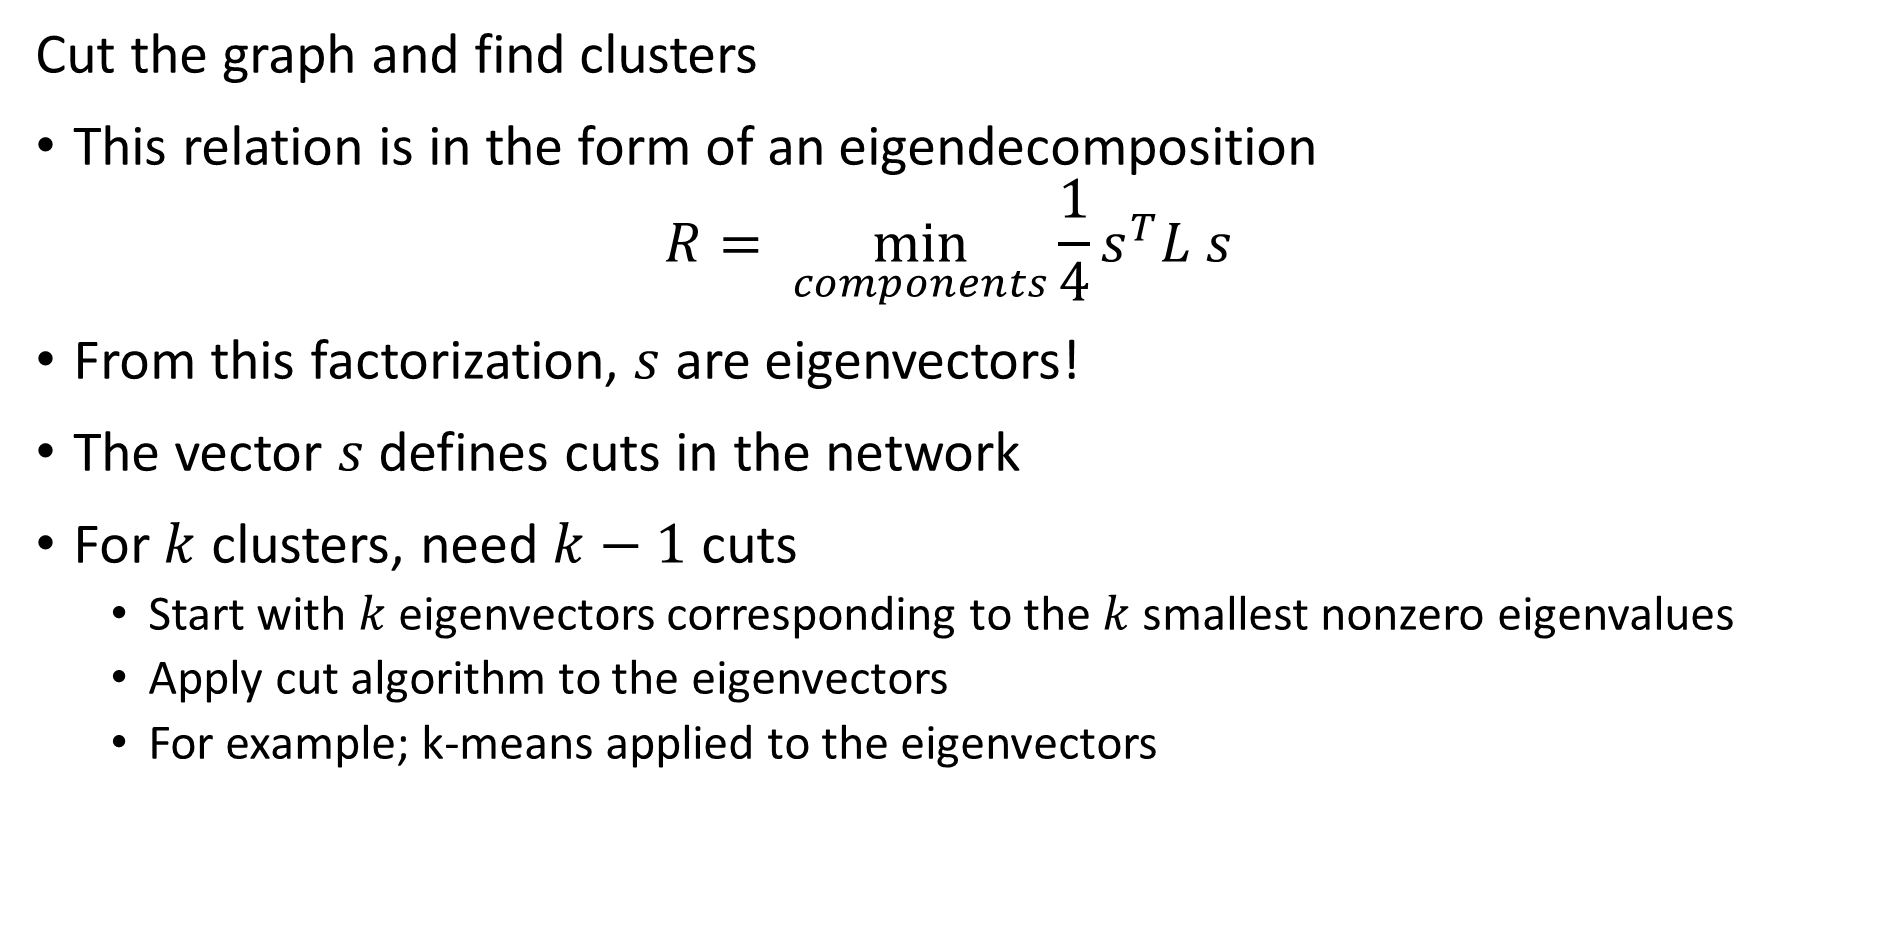 Cut the graph and find clusters
• This relation is in the form of an eigendecomposition
R = min_{components} \frac{1}{4} s^T L s
• From this factorization, s are eigenvectors!
• The vector s defines cuts in the network
• For k clusters, need k − 1 cuts
• Start with k eigenvectors corresponding to the k smallest nonzero eigenvalues
• Apply cut algorithm to the eigenvectors
• For example; k-means applied to the eigenvectors